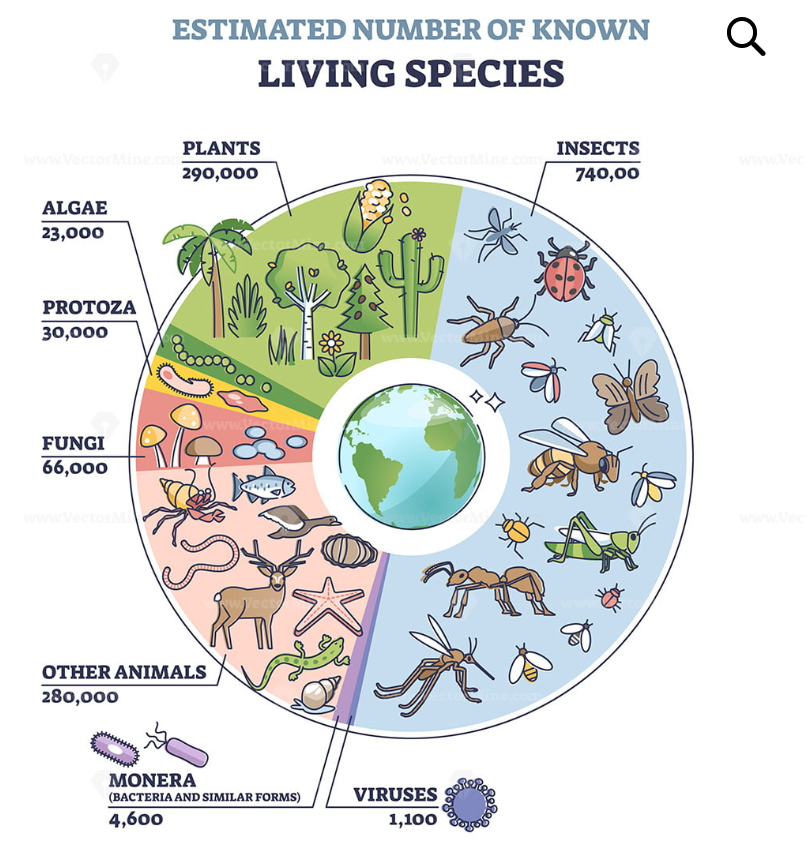 ESTIMATED NUMBER OF KNOWN
LIVING SPECIES
PLANTS
290,000
INSECTS
740,00
ALGAE
23,000
PROTOZA
30,000
FUNGI
66,000
OTHER ANIMALS
280,000
MONERA
(BACTERIA AND SIMILAR FORMS)
4,600
VIRUSES
1,100
www.VectorMine.com